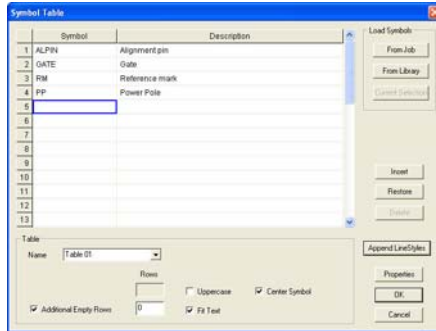 Symbol Table
Symbol Description
1 ALPIN Alignment pin
2 GATE Gate
3 RM Reference mark
4 PP Power Pole
5
6
7
8
9
10
11
12
13
Load Symbols
From Job
From Library
Current Selection
Insert
Restore
Delete
Append LineStyles
Properties
OK
Cancel
Table
Name Table 01
Rows
Additional Empty Rows 0
Uppercase
Center Symbol
Fit Text